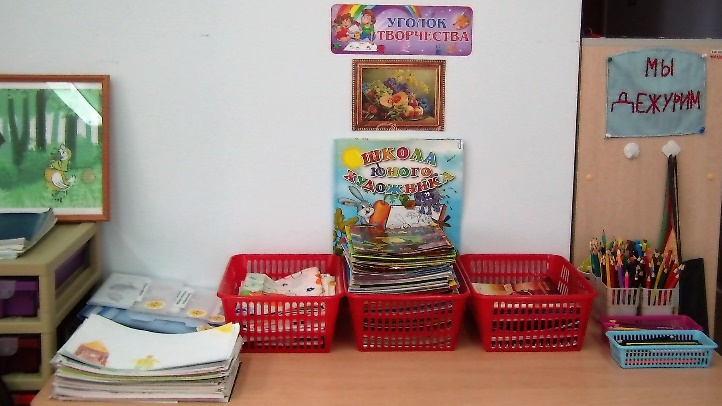 УГОЛОК
ТВОРЧЕСТВА
ШКОЛА
ЮНОГО
ХУДОЖНИКА
МЫ
ДЕЖУРИМ